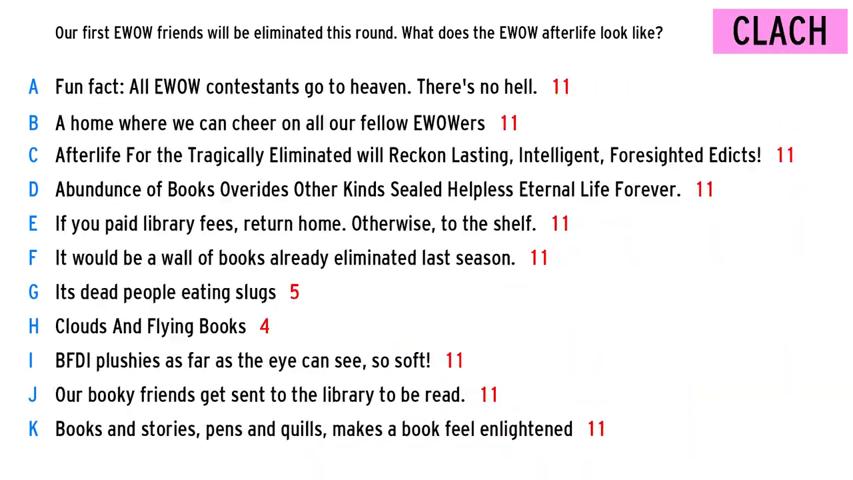 Our first EWOW friends will be eliminated this round. What does the EWOW afterlife look like?
CLACH
A Fun fact: All EWOW contestants go to heaven. There's no hell. 11
B A home where we can cheer on all our fellow EWOWers 11
C Afterlife For the Tragically Eliminated will Reckon Lasting, Intelligent, Foresighted Edicts! 11
D Abundunce of Books Overides Other Kinds Sealed Helpless Eternal Life Forever. 11
E If you paid library fees, return home. Otherwise, to the shelf. 11
F It would be a wall of books already eliminated last season. 11
G Its dead people eating slugs 5
H Clouds And Flying Books 4
I BFDI plushies as far as the eye can see, so soft! 11
J Our booky friends get sent to the library to be read. 11
K Books and stories, pens and quills, makes a book feel enlightened 11